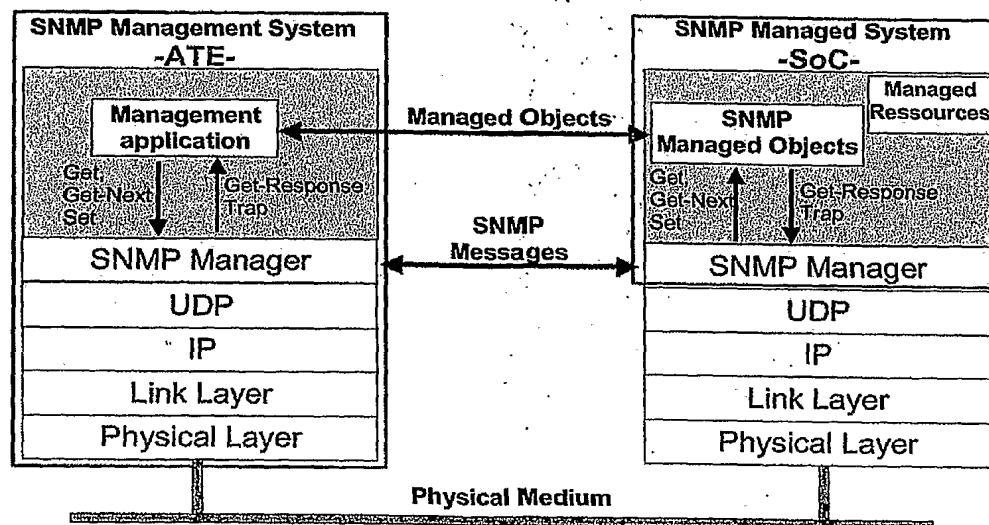 SNMP Management System
-ATE-
Management
application
Get,
Get-Next
Set
Get-Response
Trap
SNMP Manager
UDP
IP
Link Layer
Physical Layer
Managed Objects
SNMP
Messages
SNMP Managed System
-SoC-
Managed
Ressources
SNMP
Managed Objects
Get,
Get-Next
Set
Get-Response
Trap
SNMP Manager
UDP
IP
Link Layer
Physical Layer
Physical Medium